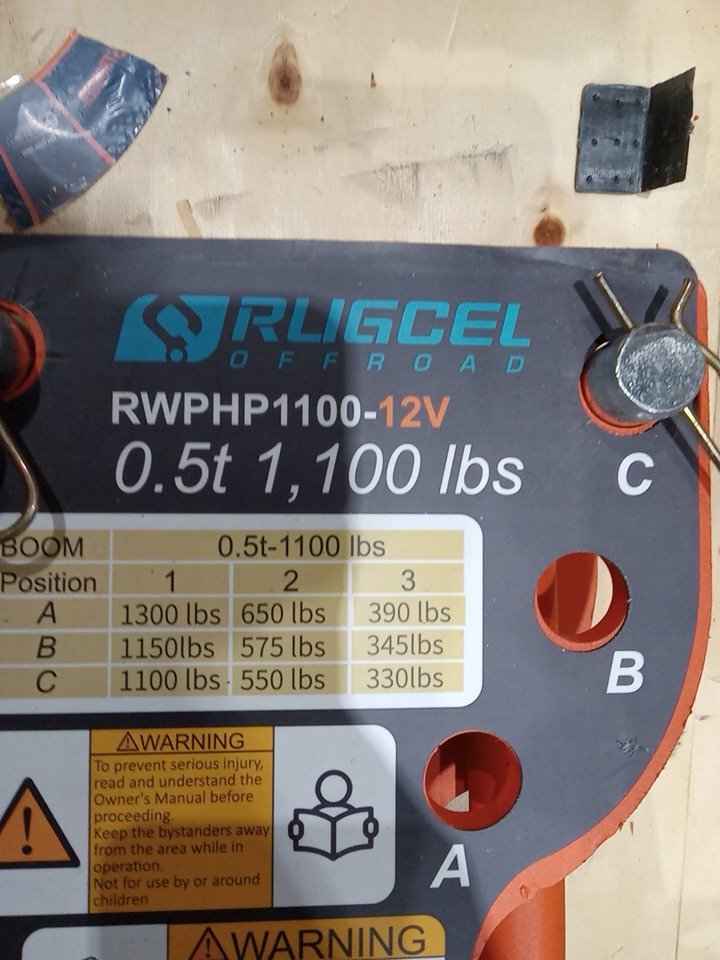 RUGCEL
OFFROAD
RWPHP1100-12V
0.5t 1,100 lbs
C
BOOM 0.5t-1100 lbs
Position 1 2 3
A 1300 lbs 650 lbs 390 lbs
B 1150lbs 575 lbs 345lbs
C 1100 lbs 550 lbs 330lbs
B
WARNING
To prevent serious injury,
read and understand the
Owner's Manual before
proceeding.
Keep the bystanders away
from the area while in
operation.
Not for use by or around
children
A
WARNING